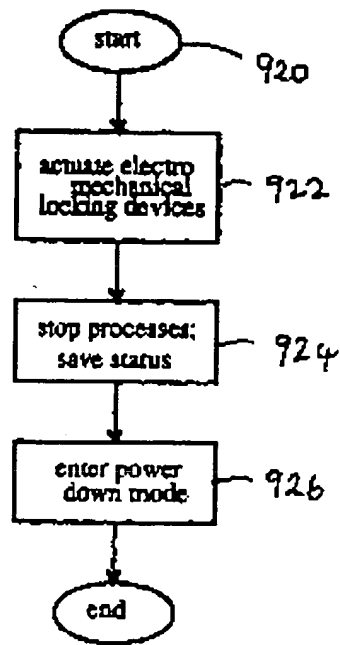 start
920
actuate electro
mechanical
locking devices
922
stop processes;
save status
924
enter power
down mode
926
end